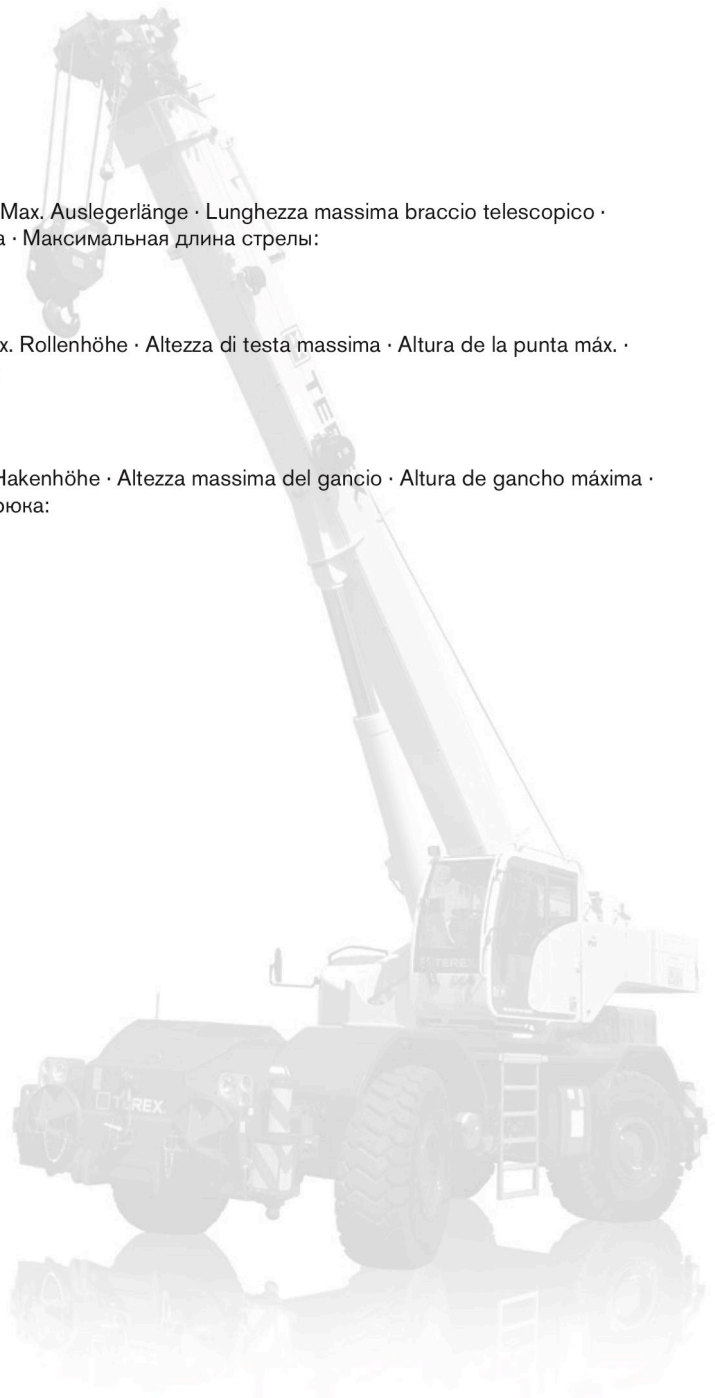 Max. Auslegerlänge · Lunghezza massima braccio telescopico ·
a · Максимальная длина стрелы:
x. Rollenhöhe · Altezza di testa massima · Altura de la punta máx. ·
Hakenhöhe · Altezza massima del gancio · Altura de gancho máxima ·
рюка:
TEREX
TEREX
TEREX